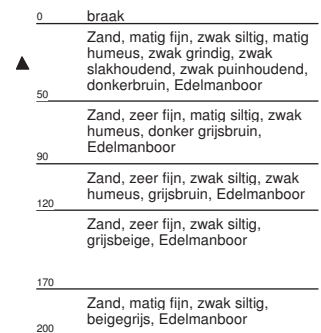 0 braak
Zand, matig fijn, zwak siltig, matig
humeus, zwak grindig, zwak
slakhoudend, zwak puinhoudend,
donkerbruin, Edelmanboor
50
Zand, zeer fijn, matig siltig, zwak
humeus, donker grijsbruin,
Edelmanboor
90
Zand, zeer fijn, zwak siltig, zwak
humeus, grijsbruin, Edelmanboor
120
Zand, zeer fijn, zwak siltig,
grijsbeige, Edelmanboor
170
Zand, matig fijn, zwak siltig,
beigegrijs, Edelmanboor
200